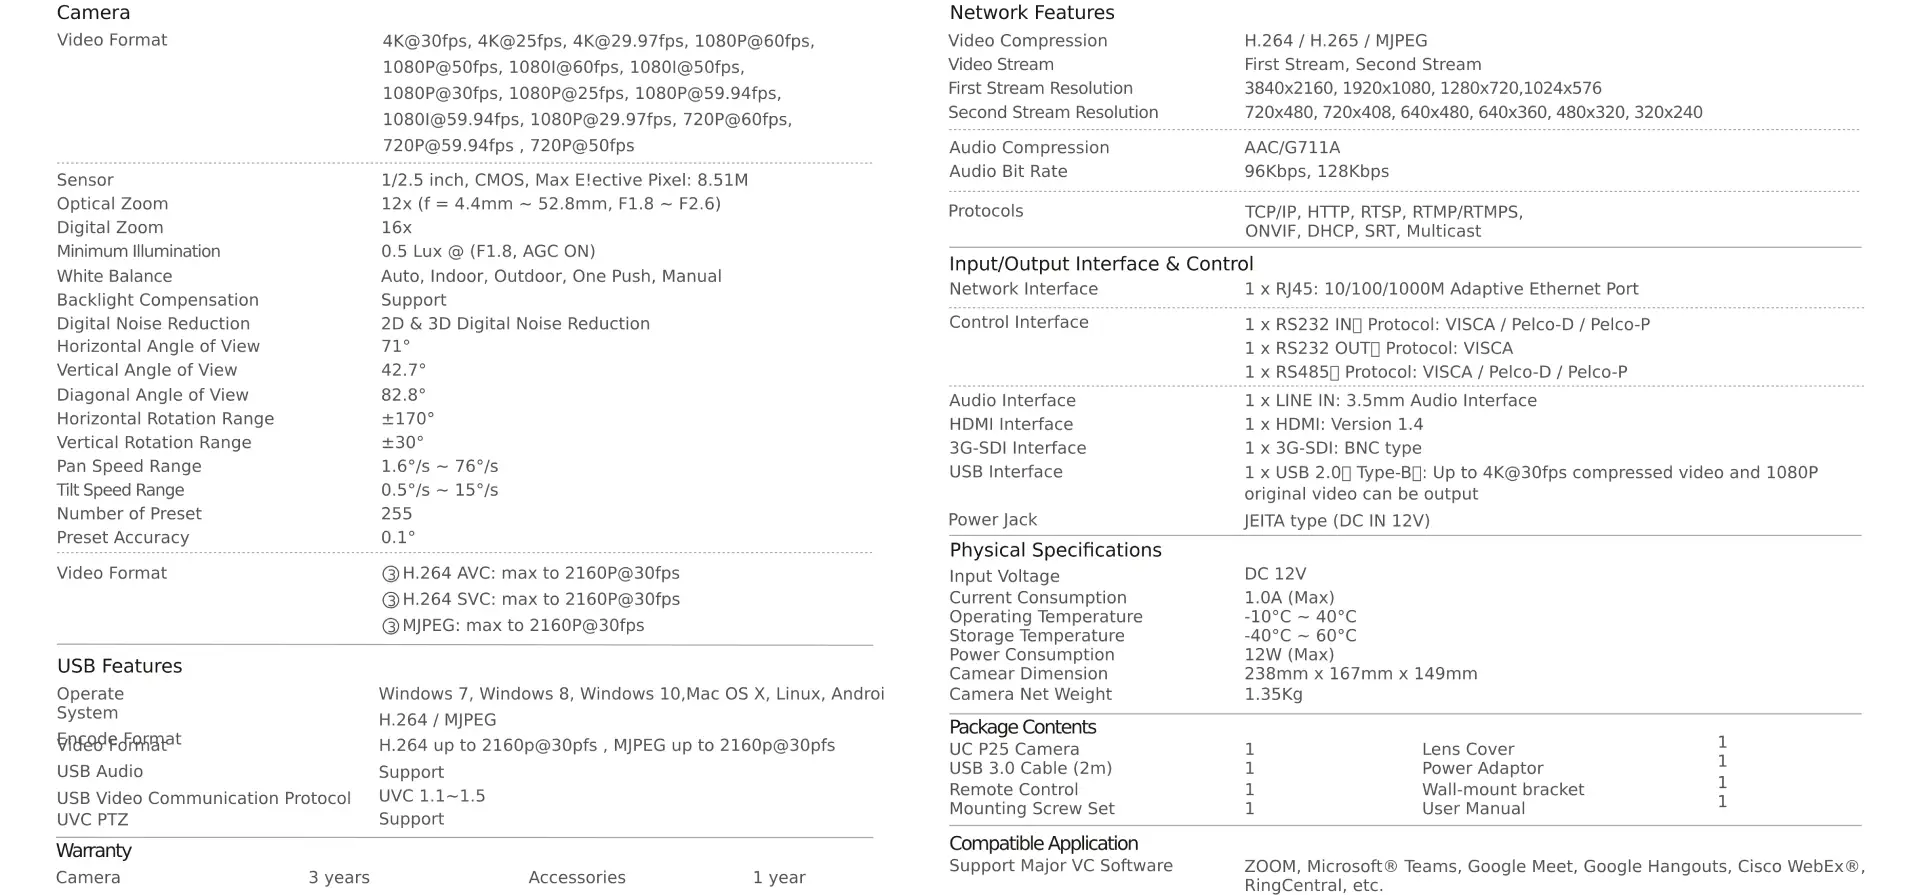 Camera
Video Format 4K@30fps, 4K@25fps, 4K@29.97fps, 1080P@60fps,
1080P@50fps, 1080I@60fps, 1080I@50fps,
1080P@30fps, 1080P@25fps, 1080P@59.94fps,
1080I@59.94fps, 1080P@29.97fps, 720P@60fps,
720P@59.94fps , 720P@50fps
Sensor 1/2.5 inch, CMOS, Max E!ective Pixel: 8.51M
Optical Zoom 12x (f = 4.4mm ~ 52.8mm, F1.8 ~ F2.6)
Digital Zoom 16x
Minimum Illumination 0.5 Lux @ (F1.8, AGC ON)
White Balance Auto, Indoor, Outdoor, One Push, Manual
Backlight Compensation Support
Digital Noise Reduction 2D & 3D Digital Noise Reduction
Horizontal Angle of View 71°
Vertical Angle of View 42.7°
Diagonal Angle of View 82.8°
Horizontal Rotation Range ±170°
Vertical Rotation Range ±30°
Pan Speed Range 1.6°/s ~ 76°/s
Tilt Speed Range 0.5°/s ~ 15°/s
Number of Preset 255
Preset Accuracy 0.1°
Video Format ③H.264 AVC: max to 2160P@30fps
③H.264 SVC: max to 2160P@30fps
③MJPEG: max to 2160P@30fps
USB Features
Operate Windows 7, Windows 8, Windows 10,Mac OS X, Linux, Androi
System
H.264 / MJPEG
Encode Format
Video Format H.264 up to 2160p@30pfs , MJPEG up to 2160p@30pfs
USB Audio Support
USB Video Communication Protocol UVC 1.1~1.5
UVC PTZ Support
Warranty
Camera 3 years Accessories 1 year
Network Features
Video Compression H.264 / H.265 / MJPEG
Video Stream First Stream, Second Stream
First Stream Resolution 3840x2160, 1920x1080, 1280x720,1024x576
Second Stream Resolution 720x480, 720x408, 640x480, 640x360, 480x320, 320x240
Audio Compression AAC/G711A
Audio Bit Rate 96Kbps, 128Kbps
Protocols TCP/IP, HTTP, RTSP, RTMP/RTMPS,
ONVIF, DHCP, SRT, Multicast
Input/Output Interface & Control
Network Interface 1 x RJ45: 10/100/1000M Adaptive Ethernet Port
Control Interface 1 x RS232 IN▯ Protocol: VISCA / Pelco-D / Pelco-P
1 x RS232 OUT▯ Protocol: VISCA
1 x RS485▯ Protocol: VISCA / Pelco-D / Pelco-P
Audio Interface 1 x LINE IN: 3.5mm Audio Interface
HDMI Interface 1 x HDMI: Version 1.4
3G-SDI Interface 1 x 3G-SDI: BNC type
USB Interface 1 x USB 2.0▯ Type-B▯: Up to 4K@30fps compressed video and 1080P
original video can be output
Power Jack JEITA type (DC IN 12V)
Physical Specifications
Input Voltage DC 12V
Current Consumption 1.0A (Max)
Operating Temperature -10°C ~ 40°C
Storage Temperature -40°C ~ 60°C
Power Consumption 12W (Max)
Camear Dimension 238mm x 167mm x 149mm
Camera Net Weight 1.35Kg
Package Contents
UC P25 Camera 1 Lens Cover 1
USB 3.0 Cable (2m) 1 Power Adaptor 1
Remote Control 1 Wall-mount bracket 1
Mounting Screw Set 1 User Manual 1
Compatible Application
Support Major VC Software ZOOM, Microsoft® Teams, Google Meet, Google Hangouts, Cisco WebEx®,
RingCentral, etc.